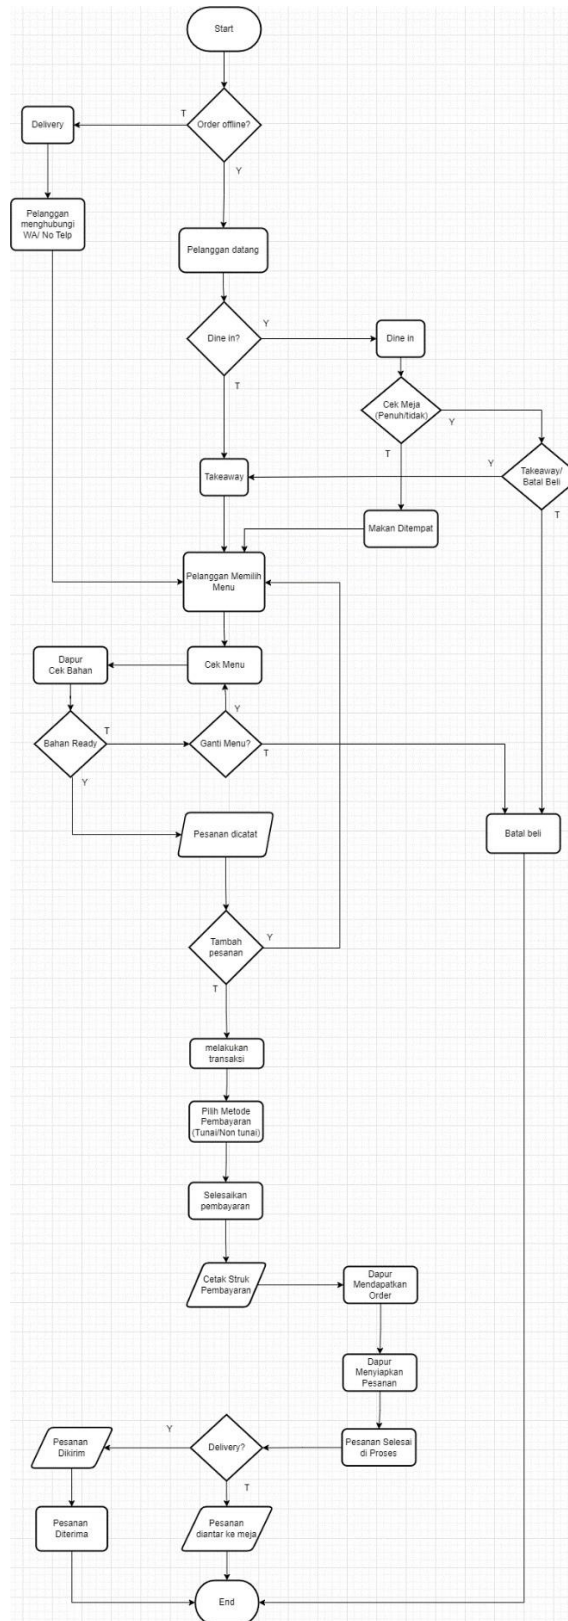 Start
Order offline?
T
Y
Delivery
Pelanggan
menghubungi
WA/ No Telp
Pelanggan datang
Dine in?
Y
T
Dine in
Cek Meja
(Penuh/tidak)
Y
T
Takeaway/
Batal Beli
Y
T
Takeaway
Makan Ditempat
Pelanggan Memilih
Menu
Cek Menu
Dapur
Cek Bahan
Bahan Ready
T
Y
Ganti Menu?
Y
T
Batal beli
Pesanan dicatat
Tambah
pesanan
Y
T
melakukan
transaksi
Pilih Metode
Pembayaran
(Tunai/Non tunai)
Selesaikan
pembayaran
Cetak Struk
Pembayaran
Dapur
Mendapatkan
Order
Dapur
Menyiapkan
Pesanan
Pesanan Selesai
di Proses
Delivery?
Y
T
Pesanan
Dikirim
Pesanan
Diterima
Pesanan
diantar ke meja
End